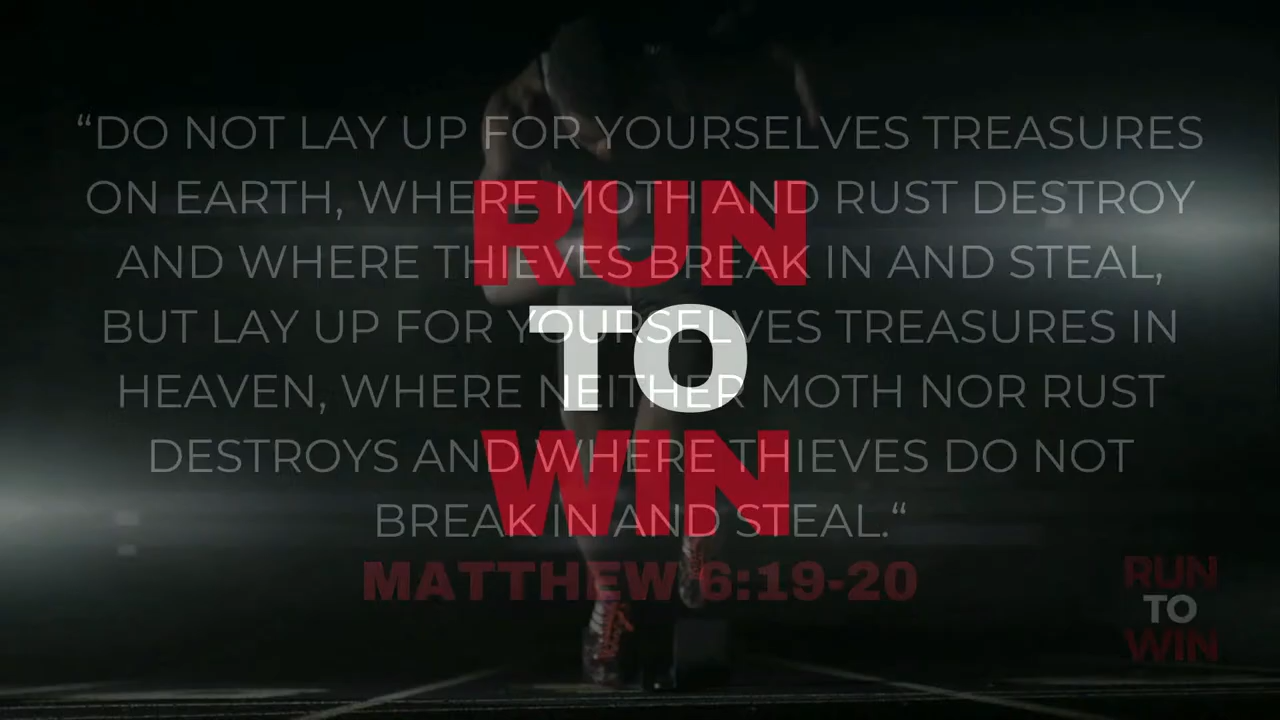 “DO NOT LAY UP FOR YOURSELVES TREASURES
ON EARTH, WHERE MOTH AND RUST DESTROY
AND WHERE THIEVES BREAK IN AND STEAL,
BUT LAY UP FOR YOURSELVES TREASURES IN
HEAVEN, WHERE NEITHER MOTH NOR RUST
DESTROYS AND WHERE THIEVES DO NOT
BREAK IN AND STEAL.“
MATTHEW 6:19-20
RUN
TO
WIN
RUN
TO
WIN